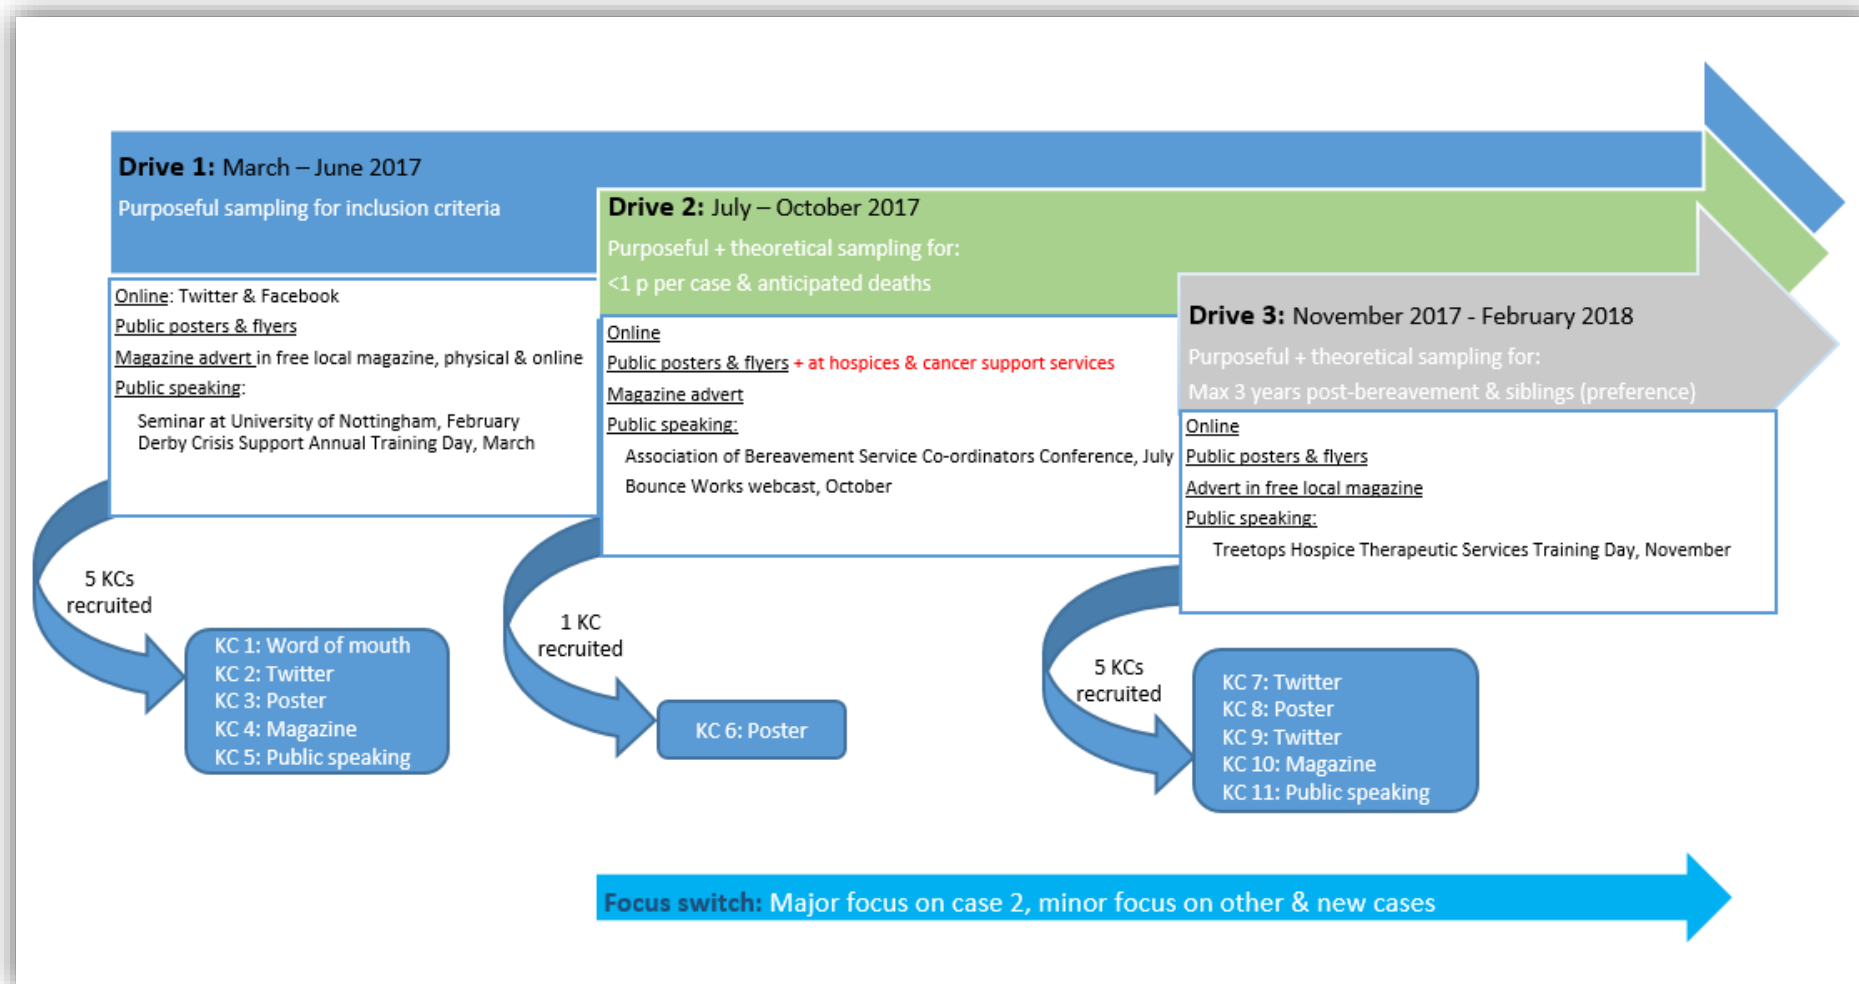 Drive 1: March – June 2017
Purposeful sampling for inclusion criteria
Online: Twitter & Facebook
Public posters & flyers
Magazine advert in free local magazine, physical & online
Public speaking:
Seminar at University of Nottingham, February
Derby Crisis Support Annual Training Day, March
5 KCs
recruited
KC 1: Word of mouth
KC 2: Twitter
KC 3: Poster
KC 4: Magazine
KC 5: Public speaking
Drive 2: July – October 2017
Purposeful + theoretical sampling for:
<1 p per case & anticipated deaths
Online
Public posters & flyers + at hospices & cancer support services
Magazine advert
Public speaking:
Association of Bereavement Service Co-ordinators Conference, July
Bounce Works webcast, October
1 KC
recruited
KC 6: Poster
Drive 3: November 2017 - February 2018
Purposeful + theoretical sampling for:
Max 3 years post-bereavement & siblings (preference)
Online
Public posters & flyers
Advert in free local magazine
Public speaking:
Treetops Hospice Therapeutic Services Training Day, November
5 KCs
recruited
KC 7: Twitter
KC 8: Poster
KC 9: Twitter
KC 10: Magazine
KC 11: Public speaking
Focus switch: Major focus on case 2, minor focus on other & new cases